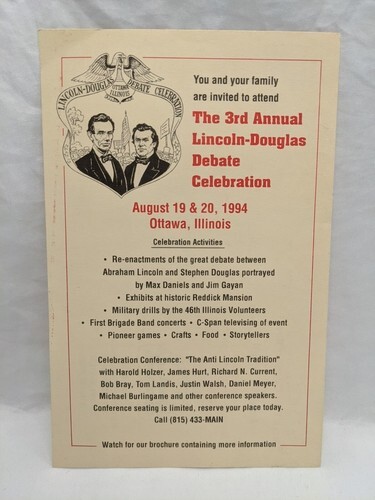 LINCOLN-DOUGLAS DEBATE CELEBRATION
OTTAWA,
ILLINOIS
You and your family
are invited to attend
The 3rd Annual
Lincoln-Douglas
Debate
Celebration
August 19 & 20, 1994
Ottawa, Illinois
Celebration Activities
• Re-enactments of the great debate between
Abraham Lincoln and Stephen Douglas portrayed
by Max Daniels and Jim Gayan
• Exhibits at historic Reddick Mansion
• Military drills by the 46th Illinois Volunteers
• First Brigade Band concerts • C-Span televising of event
• Pioneer games • Crafts • Food • Storytellers
Celebration Conference: "The Anti Lincoln Tradition"
with Harold Holzer, James Hurt, Richard N. Current,
Bob Bray, Tom Landis, Justin Walsh, Daniel Meyer,
Michael Burlingame and other conference speakers.
Conference seating is limited, reserve your place today.
Call (815) 433-MAIN
Watch for our brochure containing more information